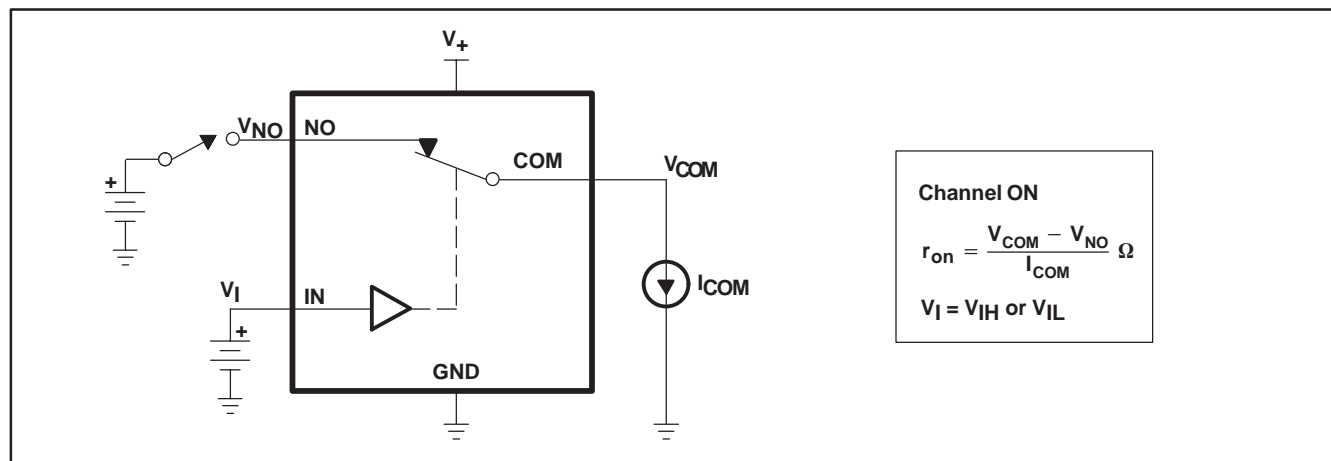 V+
VNO NO
COM VCOM
+
ICOM
VI IN
+
GND
Channel ON
ron = VCOM − VNO / ICOM Ω
VI = VIH or VIL